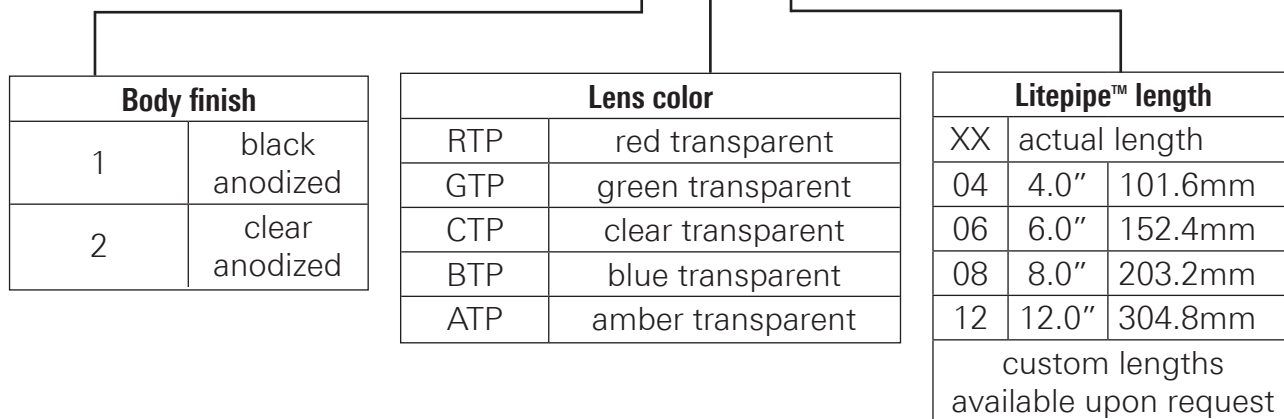 Body finish
1 black
anodized
2 clear
anodized
Lens color
RTP red transparent
GTP green transparent
CTP clear transparent
BTP blue transparent
ATP amber transparent
Litepipe™ length
XX actual length
04 4.0″ 101.6mm
06 6.0″ 152.4mm
08 8.0″ 203.2mm
12 12.0″ 304.8mm
custom lengths
available upon request